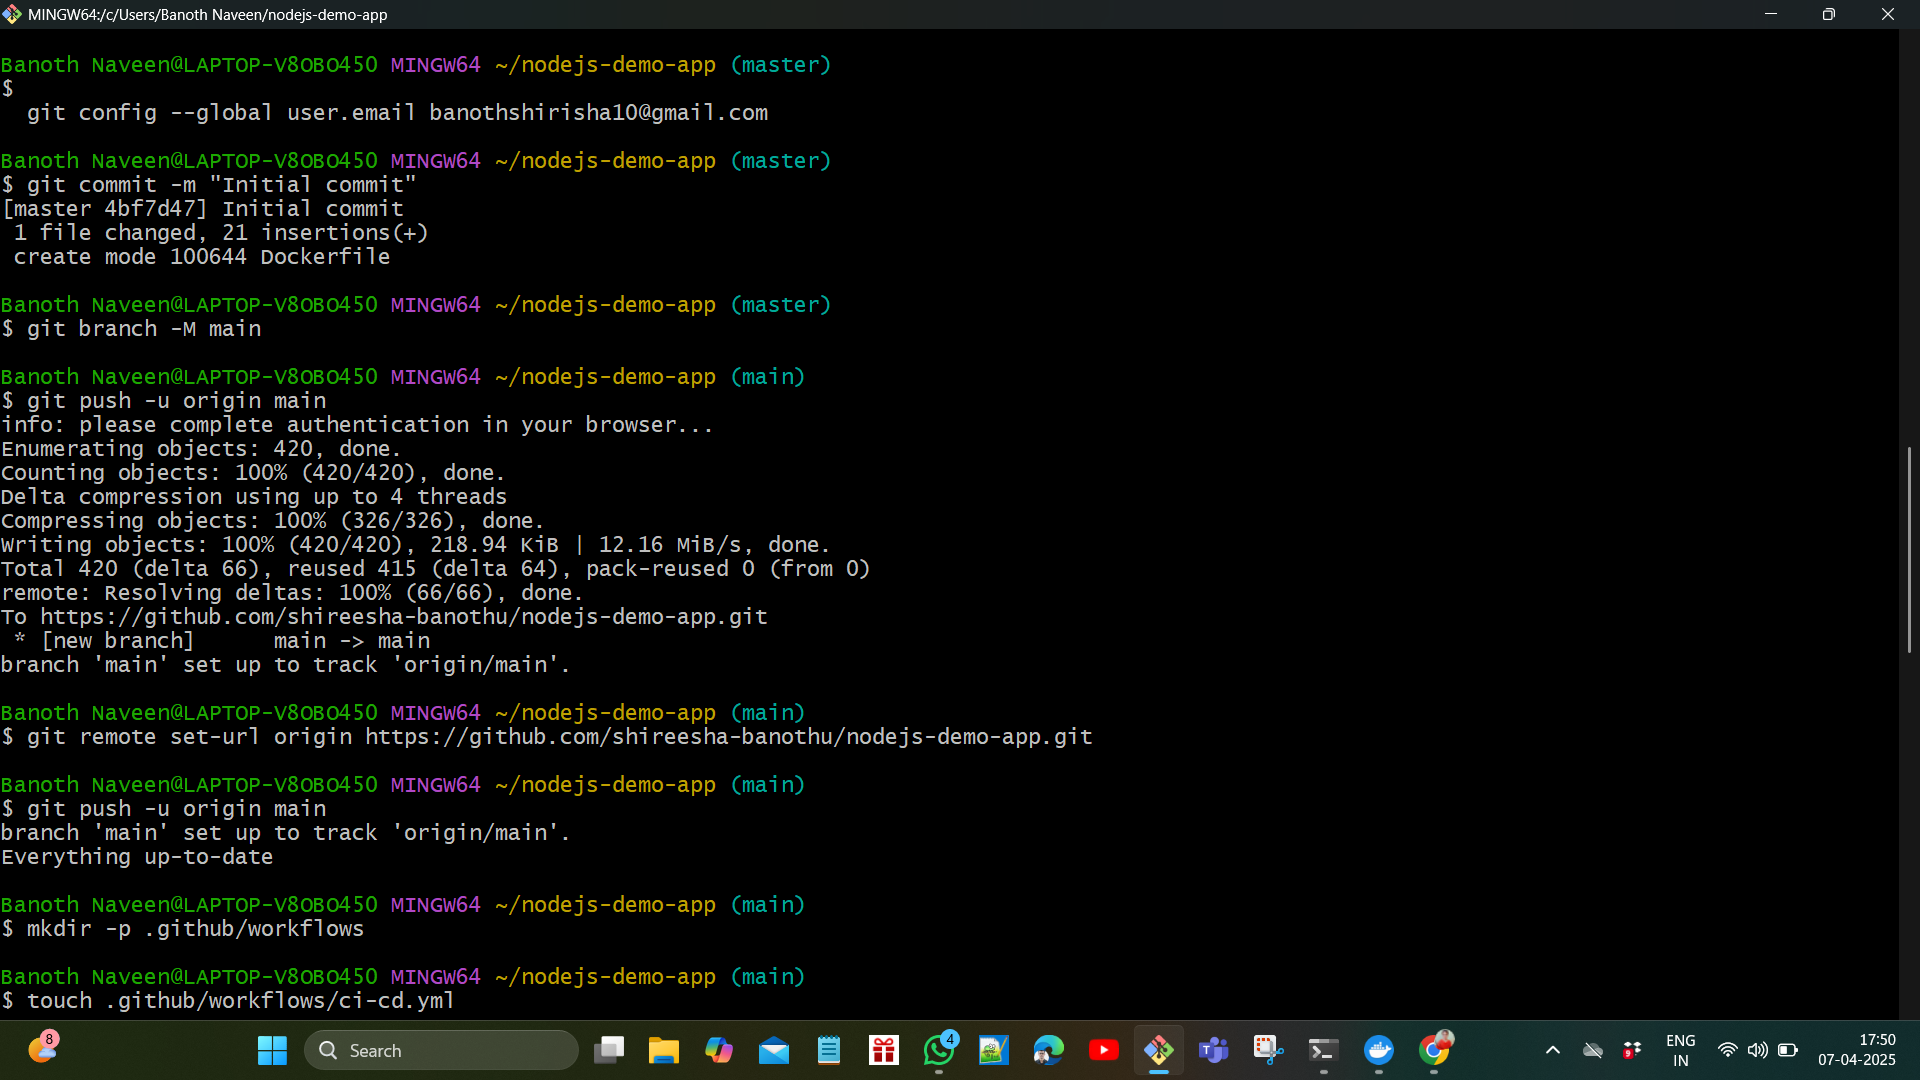 MINGW64:/c/Users/Banoth Naveen/nodejs-demo-app
Banoth Naveen@LAPTOP-V8OBO450 MINGW64 ~/nodejs-demo-app (master)
$
  git config --global user.email banothshirisha10@gmail.com
Banoth Naveen@LAPTOP-V8OBO450 MINGW64 ~/nodejs-demo-app (master)
$ git commit -m "Initial commit"
[master 4bf7d47] Initial commit
 1 file changed, 21 insertions(+)
 create mode 100644 Dockerfile
Banoth Naveen@LAPTOP-V8OBO450 MINGW64 ~/nodejs-demo-app (master)
$ git branch -M main
Banoth Naveen@LAPTOP-V8OBO450 MINGW64 ~/nodejs-demo-app (main)
$ git push -u origin main
info: please complete authentication in your browser...
Enumerating objects: 420, done.
Counting objects: 100% (420/420), done.
Delta compression using up to 4 threads
Compressing objects: 100% (326/326), done.
Writing objects: 100% (420/420), 218.94 KiB | 12.16 MiB/s, done.
Total 420 (delta 66), reused 415 (delta 64), pack-reused 0 (from 0)
remote: Resolving deltas: 100% (66/66), done.
To https://github.com/shireesha-banothu/nodejs-demo-app.git
 * [new branch]      main -> main
branch 'main' set up to track 'origin/main'.
Banoth Naveen@LAPTOP-V8OBO450 MINGW64 ~/nodejs-demo-app (main)
$ git remote set-url origin https://github.com/shireesha-banothu/nodejs-demo-app.git
Banoth Naveen@LAPTOP-V8OBO450 MINGW64 ~/nodejs-demo-app (main)
$ git push -u origin main
branch 'main' set up to track 'origin/main'.
Everything up-to-date
Banoth Naveen@LAPTOP-V8OBO450 MINGW64 ~/nodejs-demo-app (main)
$ mkdir -p .github/workflows
Banoth Naveen@LAPTOP-V8OBO450 MINGW64 ~/nodejs-demo-app (main)
$ touch .github/workflows/ci-cd.yml
8
Search
4
9
ENG
IN
17:50
07-04-2025